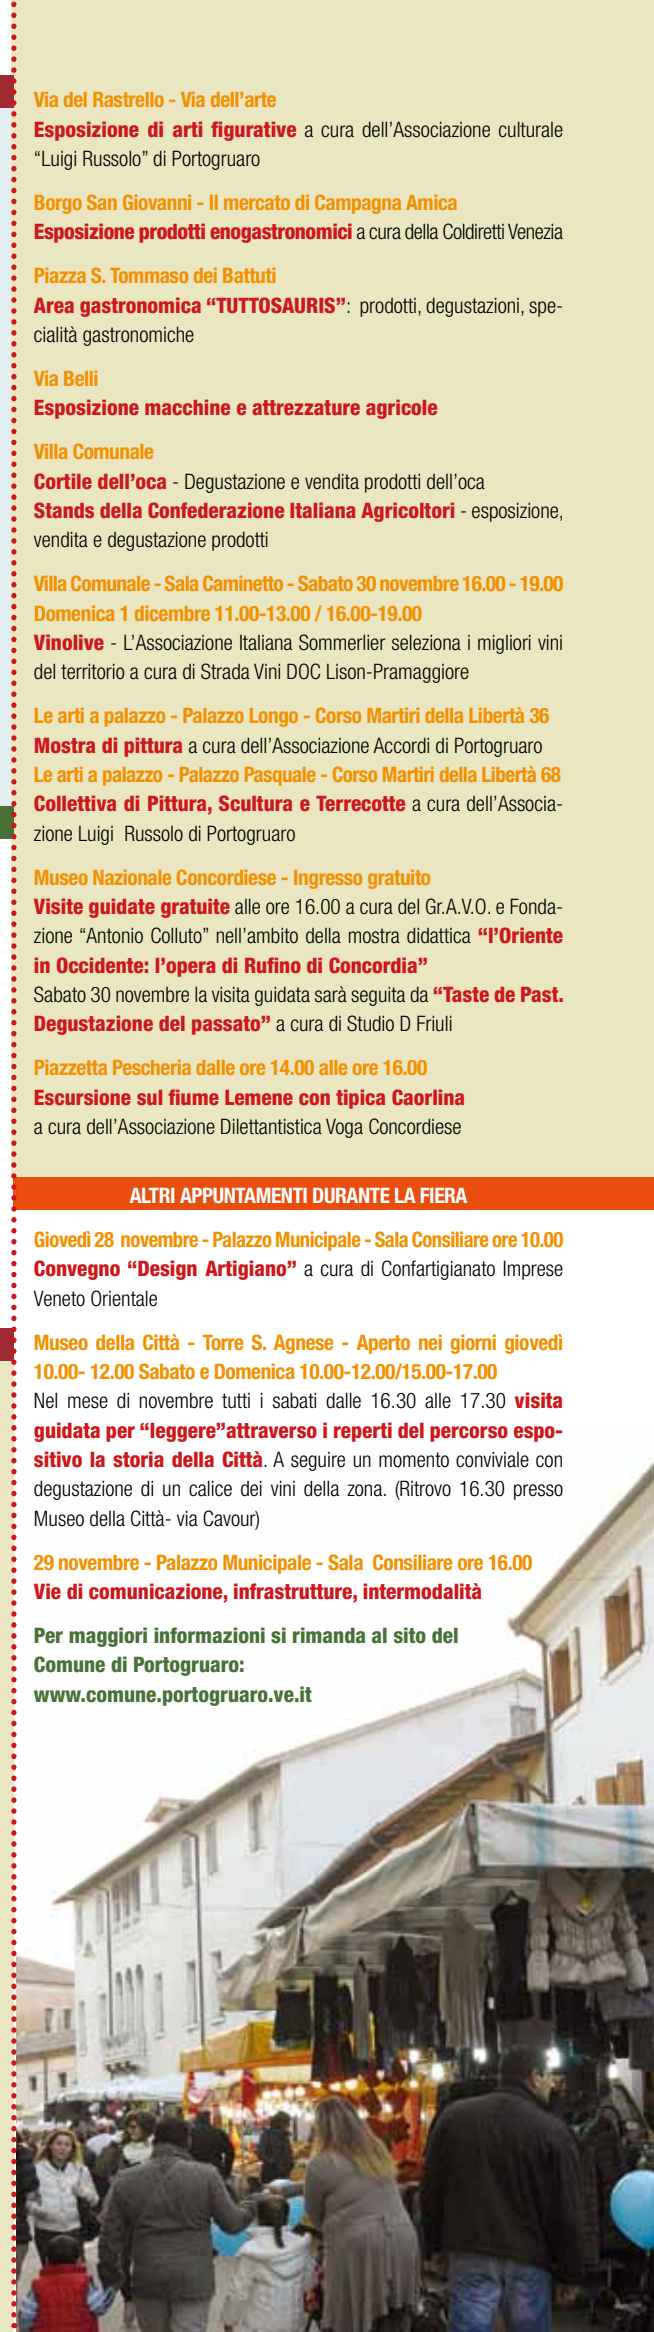 Via del Rastrello - Via dell'arte
Esposizione di arti figurative a cura dell'Associazione culturale
“Luigi Russolo” di Portogruaro
Borgo San Giovanni - Il mercato di Campagna Amica
Esposizione prodotti enogastronomici a cura della Coldiretti Venezia
Piazza S. Tommaso dei Battuti
Area gastronomica “TUTTOSAURIS”: prodotti, degustazioni, spe-
cialità gastronomiche
Via Belli
Esposizione macchine e attrezzature agricole
Villa Comunale
Cortile dell'oca - Degustazione e vendita prodotti dell'oca
Stands della Confederazione Italiana Agricoltori - esposizione,
vendita e degustazione prodotti
Villa Comunale - Sala Caminetto - Sabato 30 novembre 16.00 - 19.00
Domenica 1 dicembre 11.00-13.00 / 16.00-19.00
Vinolive - L'Associazione Italiana Sommerlier seleziona i migliori vini
del territorio a cura di Strada Vini DOC Lison-Pramaggiore
Le arti a palazzo - Palazzo Longo - Corso Martiri della Libertà 36
Mostra di pittura a cura dell'Associazione Accordi di Portogruaro
Le arti a palazzo - Palazzo Pasquale - Corso Martiri della Libertà 68
Collettiva di Pittura, Scultura e Terrecotte a cura dell'Associa-
zione Luigi Russolo di Portogruaro
Museo Nazionale Concordiese - Ingresso gratuito
Visite guidate gratuite alle ore 16.00 a cura del Gr.A.V.O. e Fonda-
zione “Antonio Colluto” nell'ambito della mostra didattica “l'Oriente
in Occidente: l'opera di Rufino di Concordia”
Sabato 30 novembre la visita guidata sarà seguita da “Taste de Past.
Degustazione del passato” a cura di Studio D Friuli
Piazzetta Pescheria dalle ore 14.00 alle ore 16.00
Escursione sul fiume Lemene con tipica Caorlina
a cura dell'Associazione Dilettantistica Voga Concordiese
ALTRI APPUNTAMENTI DURANTE LA FIERA
Giovedì 28 novembre - Palazzo Municipale - Sala Consiliare ore 10.00
Convegno “Design Artigiano” a cura di Confartigianato Imprese
Veneto Orientale
Museo della Città - Torre S. Agnese - Aperto nei giorni giovedì
10.00- 12.00 Sabato e Domenica 10.00-12.00/15.00-17.00
Nel mese di novembre tutti i sabati dalle 16.30 alle 17.30 visita
guidata per “leggere”attraverso i reperti del percorso espo-
sitivo la storia della Città. A seguire un momento conviviale con
degustazione di un calice dei vini della zona. (Ritrovo 16.30 presso
Museo della Città- via Cavour)
29 novembre - Palazzo Municipale - Sala Consiliare ore 16.00
Vie di comunicazione, infrastrutture, intermodalità
Per maggiori informazioni si rimanda al sito del
Comune di Portogruaro:
www.comune.portogruaro.ve.it